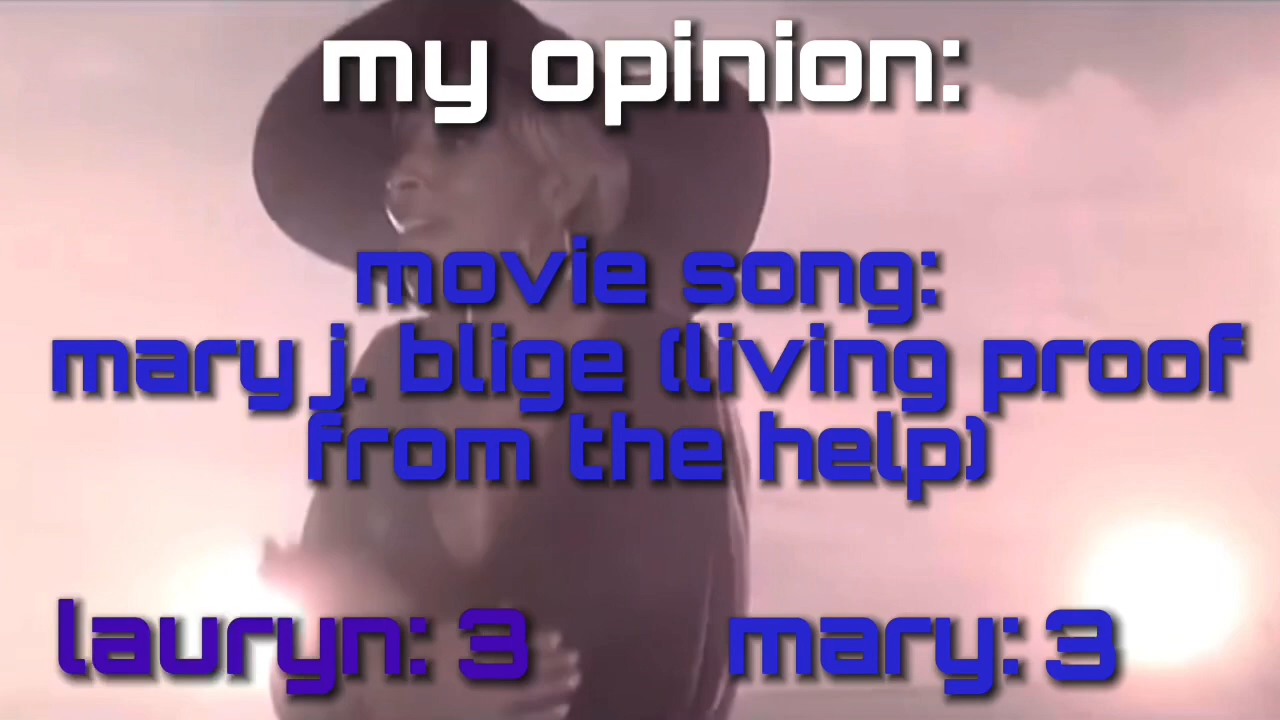 my opinion:
movie song:
mary j. blige (living proof
from the help)
lauryn: 3
mary: 3